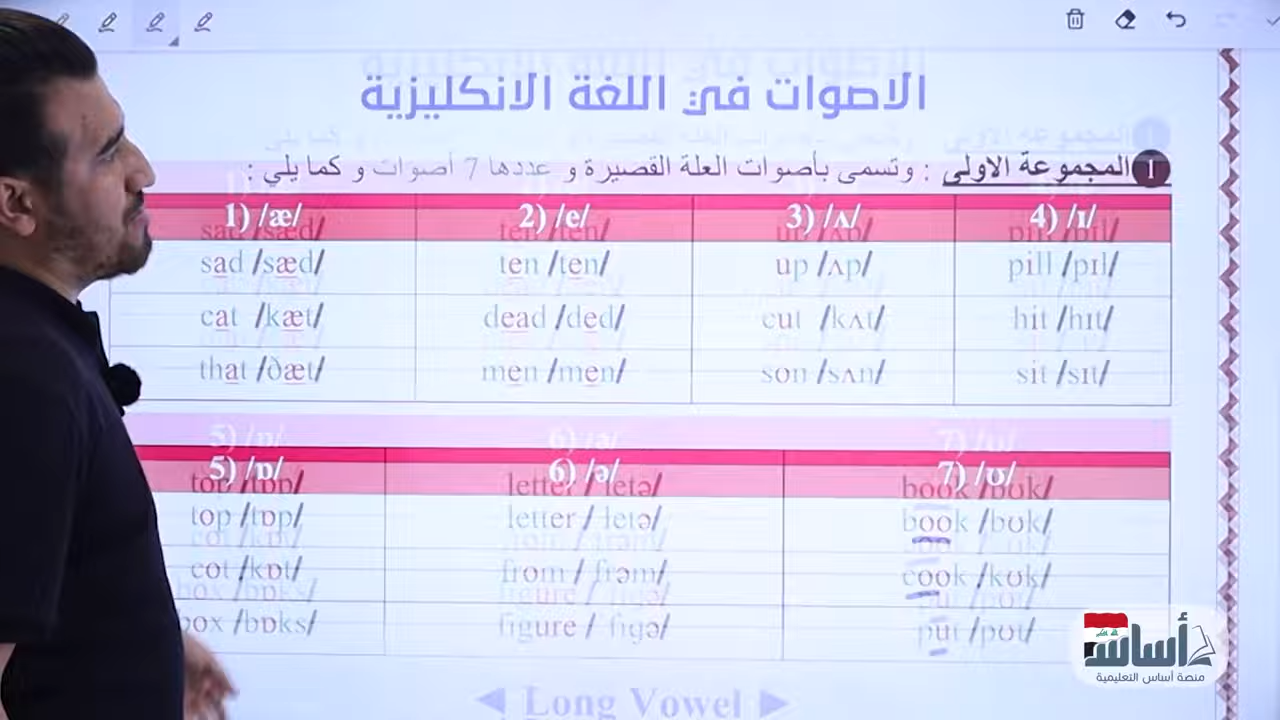 الاصوات في اللغة الانكليزية
1 المجموعة الاولى : وتسمى بأصوات العلة القصيرة و عددها 7 أصوات و كما يلي :
1) /æ/ 2) /e/ 3) /ʌ/ 4) /ɪ/
sad /sæd/ ten /ten/ up /ʌp/ pill /pɪl/
cat /kæt/ dead /ded/ cut /kʌt/ hit /hɪt/
that /ðæt/ men /men/ son /sʌn/ sit /sɪt/
5) /ɒ/ 6) /ə/ 7) /ʊ/
top /tɒp/ letter / letə/ book /bʊk/
cot /kɒt/ from / frəm/ cook /kʊk/
box /bɒks/ figure / figə/ put /pʊt/
◄ Long Vowel ►
أساس
منصة أساس التعليمية